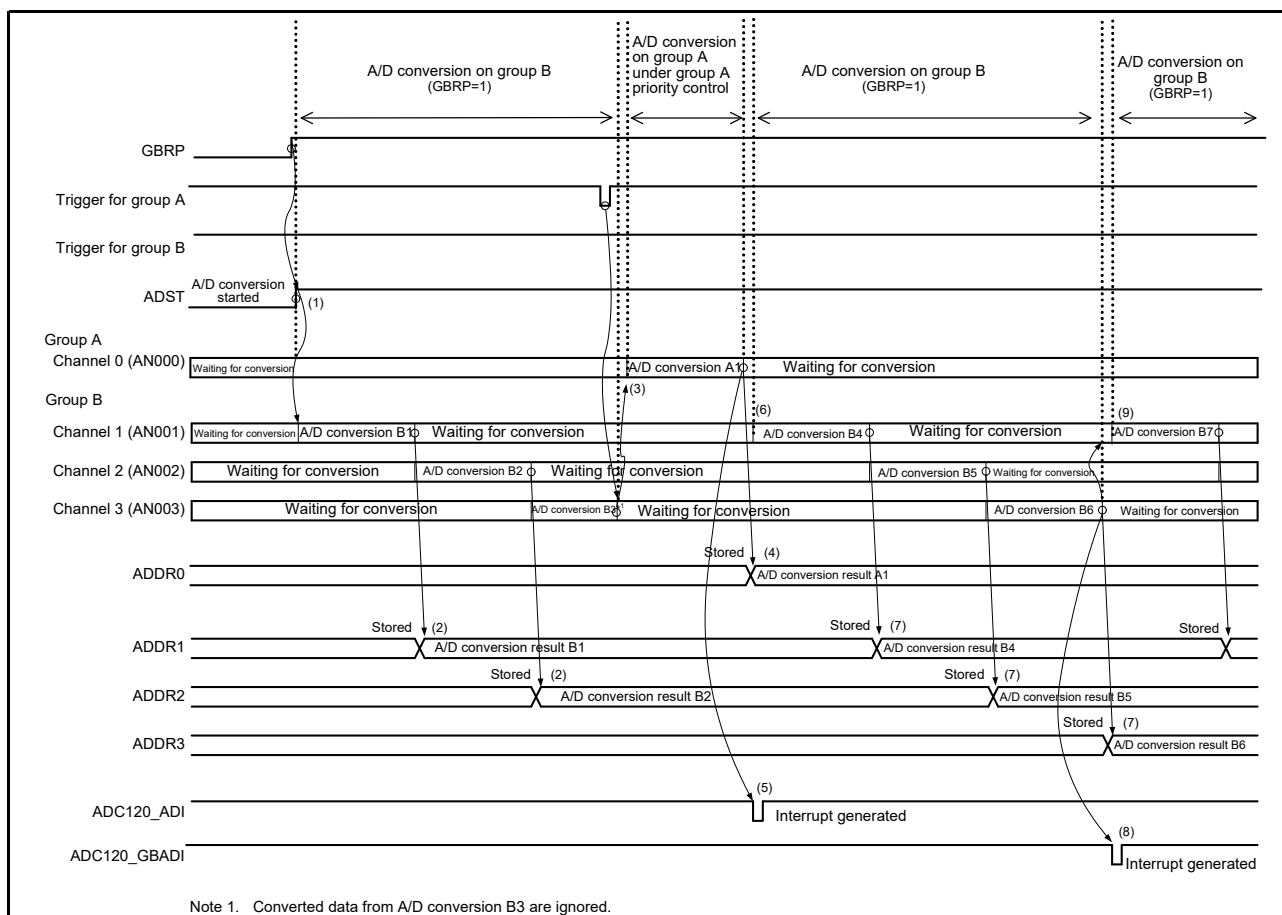 A/D conversion on group B
(GBRP=1)
A/D conversion
on group A
under group A
priority control
A/D conversion on group B
(GBRP=1)
A/D conversion on
group B
(GBRP=1)
GBRP
Trigger for group A
Trigger for group B
A/D conversion
started
ADST
(1)
Group A
Channel 0 (AN000)
Waiting for conversion
A/D conversion A1
Waiting for conversion
(3)
Group B
(6)
(9)
Channel 1 (AN001)
Waiting for conversion
A/D conversion B1
Waiting for conversion
A/D conversion B4
Waiting for conversion
A/D conversion B7
Channel 2 (AN002)
Waiting for conversion
A/D conversion B2
Waiting for conversion
A/D conversion B5
Waiting for conversion
Channel 3 (AN003)
Waiting for conversion
A/D conversion B3*1
Waiting for conversion
A/D conversion B6
Waiting for conversion
Stored (4)
ADDR0
A/D conversion result A1
Stored (2)
Stored (7)
Stored
ADDR1
A/D conversion result B1
A/D conversion result B4
Stored (2)
Stored (7)
ADDR2
A/D conversion result B2
A/D conversion result B5
Stored (7)
ADDR3
A/D conversion result B6
(5)
ADC120_ADI
Interrupt generated
(8)
ADC120_GBADI
Interrupt generated
Note 1. Converted data from A/D conversion B3 are ignored.